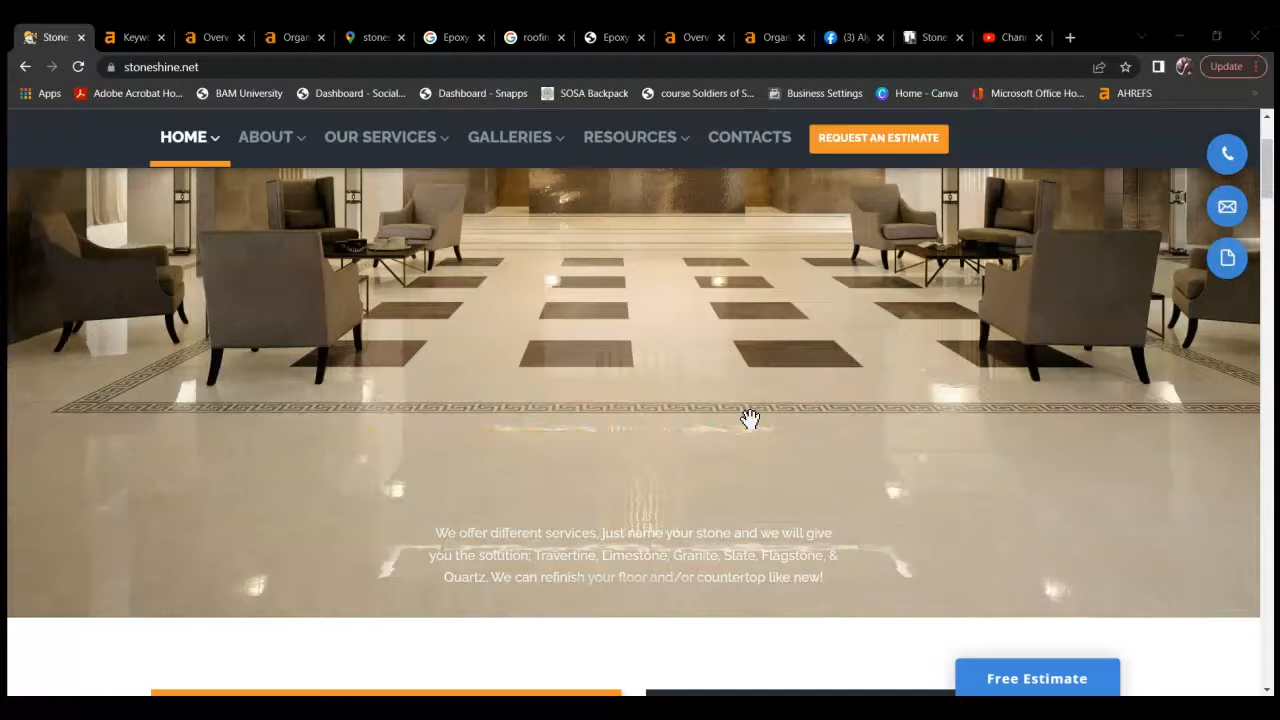 Stone
Keywo
Overv
Organ
stone
Epoxy
roofin
Epoxy
Overv
Organ
(3) Al
Stone
Chann
stoneshine.net
Update
Apps
Adobe Acrobat Ho...
BAM University
Dashboard - Social...
Dashboard - Snapps
SOSA Backpack
course Soldiers of S...
Business Settings
Home - Canva
Microsoft Office Ho...
AHREFS
HOME
ABOUT
OUR SERVICES
GALLERIES
RESOURCES
CONTACTS
REQUEST AN ESTIMATE
We offer different services, just name your stone and we will give
you the solution; Travertine, Limestone, Granite, Slate, Flagstone, &
Quartz. We can refinish your floor and/or countertop like new!
Free Estimate